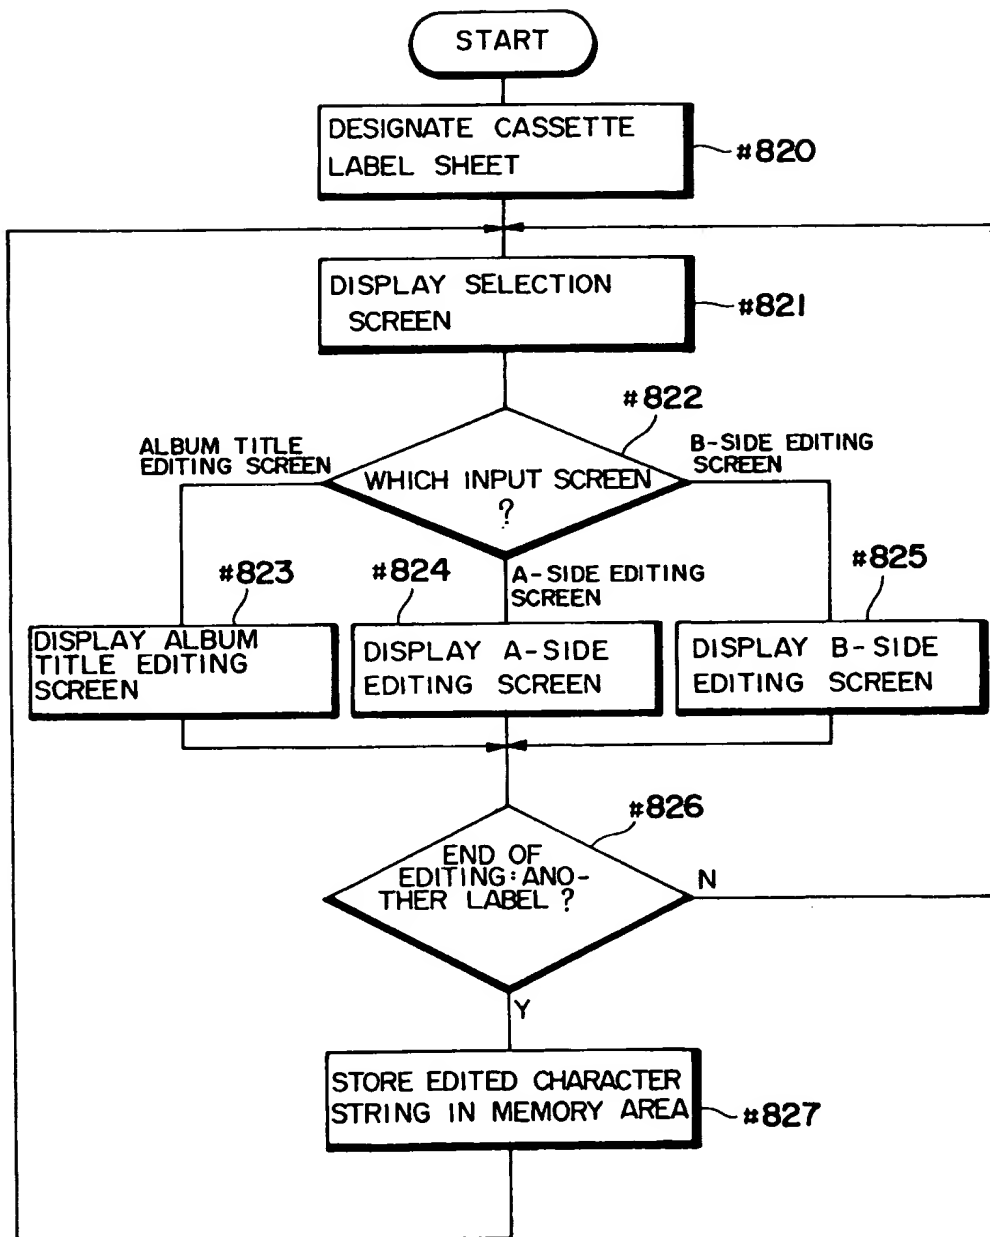 START
DESIGNATE CASSETTE
LABEL SHEET
#820
DISPLAY SELECTION
SCREEN
#821
#822
ALBUM TITLE
EDITING SCREEN
B-SIDE EDITING
SCREEN
WHICH INPUT SCREEN
?
#823
#824
A-SIDE EDITING
SCREEN
#825
DISPLAY ALBUM
TITLE EDITING
SCREEN
DISPLAY A-SIDE
EDITING SCREEN
DISPLAY B-SIDE
EDITING SCREEN
#826
END OF
EDITING:ANO-
THER LABEL ?
N
Y
STORE EDITED CHARACTER
STRING IN MEMORY AREA
#827